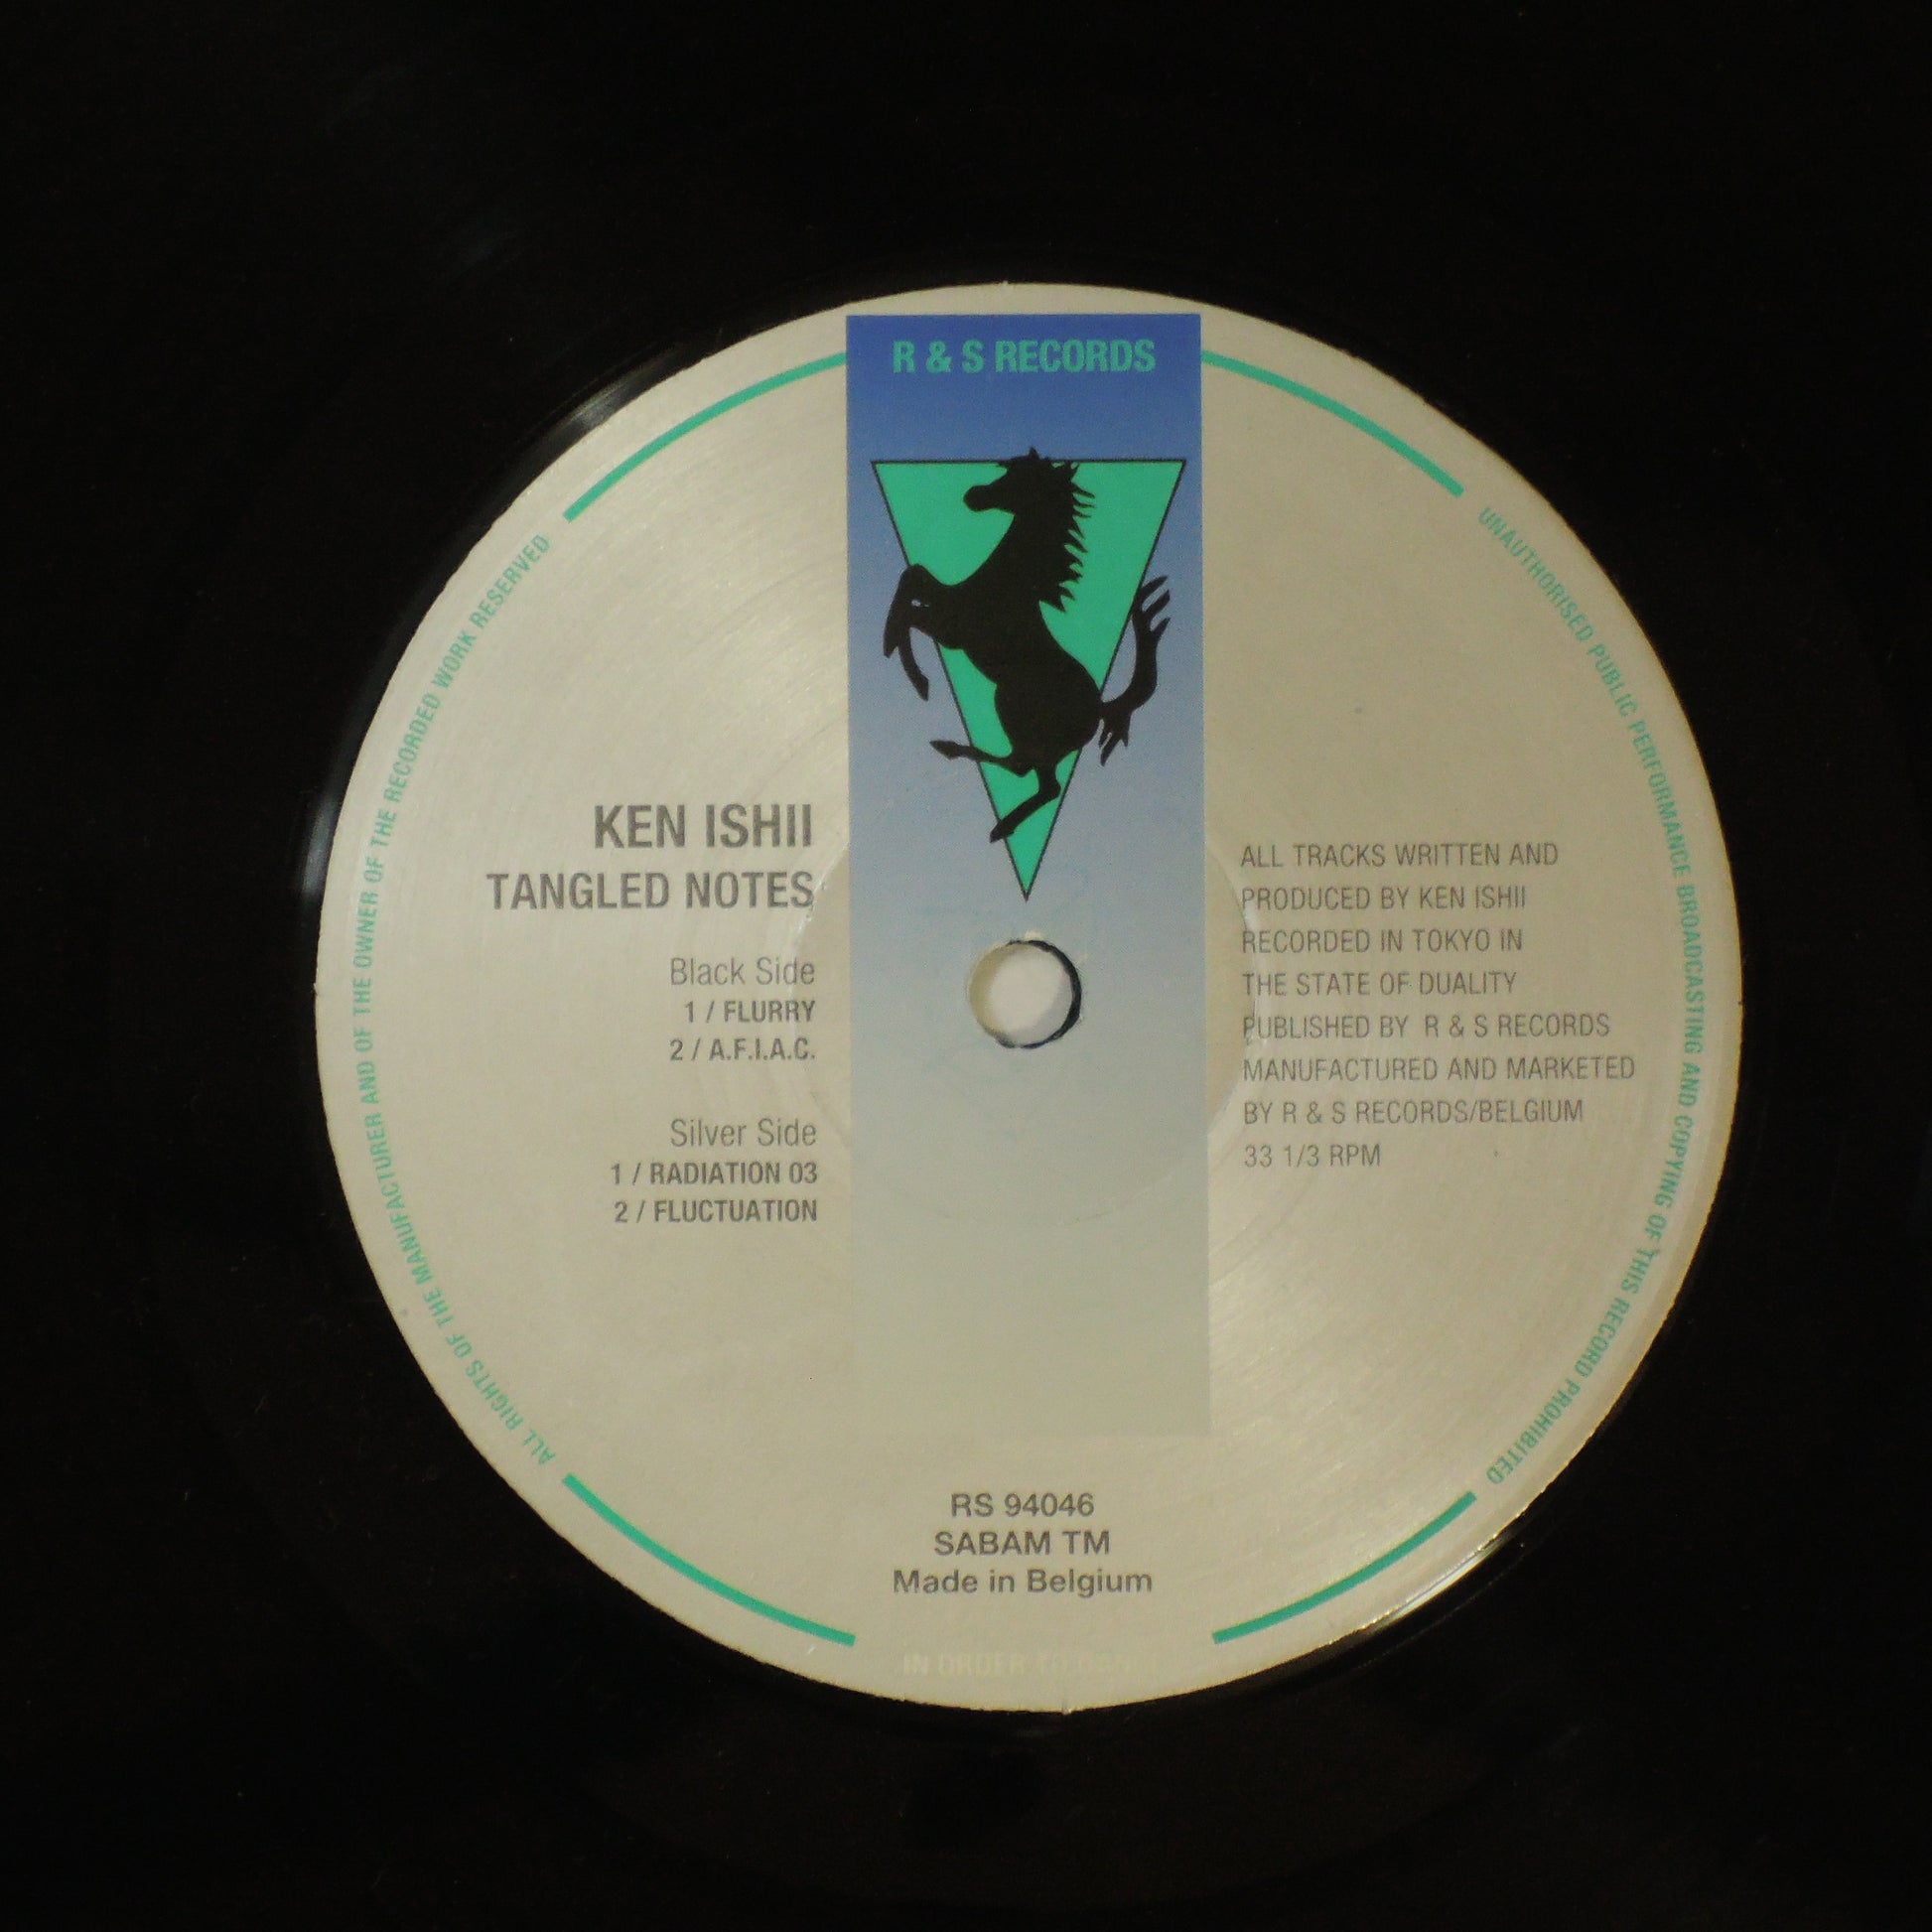 R & S RECORDS
KEN ISHII
TANGLED NOTES
Black Side
1 / FLURRY
2 / A.F.I.A.C.
Silver Side
1 / RADIATION 03
2 / FLUCTUATION
ALL TRACKS WRITTEN AND
PRODUCED BY KEN ISHII
RECORDED IN TOKYO IN
THE STATE OF DUALITY
PUBLISHED BY R & S RECORDS
MANUFACTURED AND MARKETED
BY R & S RECORDS/BELGIUM
33 1/3 RPM
RS 94046
SABAM TM
Made in Belgium
IN ORDER TO DANCE
ALL RIGHTS OF THE MANUFACTURER AND OF THE OWNER OF THE RECORDED WORK RESERVED
UNAUTHORISED PUBLIC PERFORMANCE BROADCASTING AND COPYING OF THIS RECORD PROHIBITED